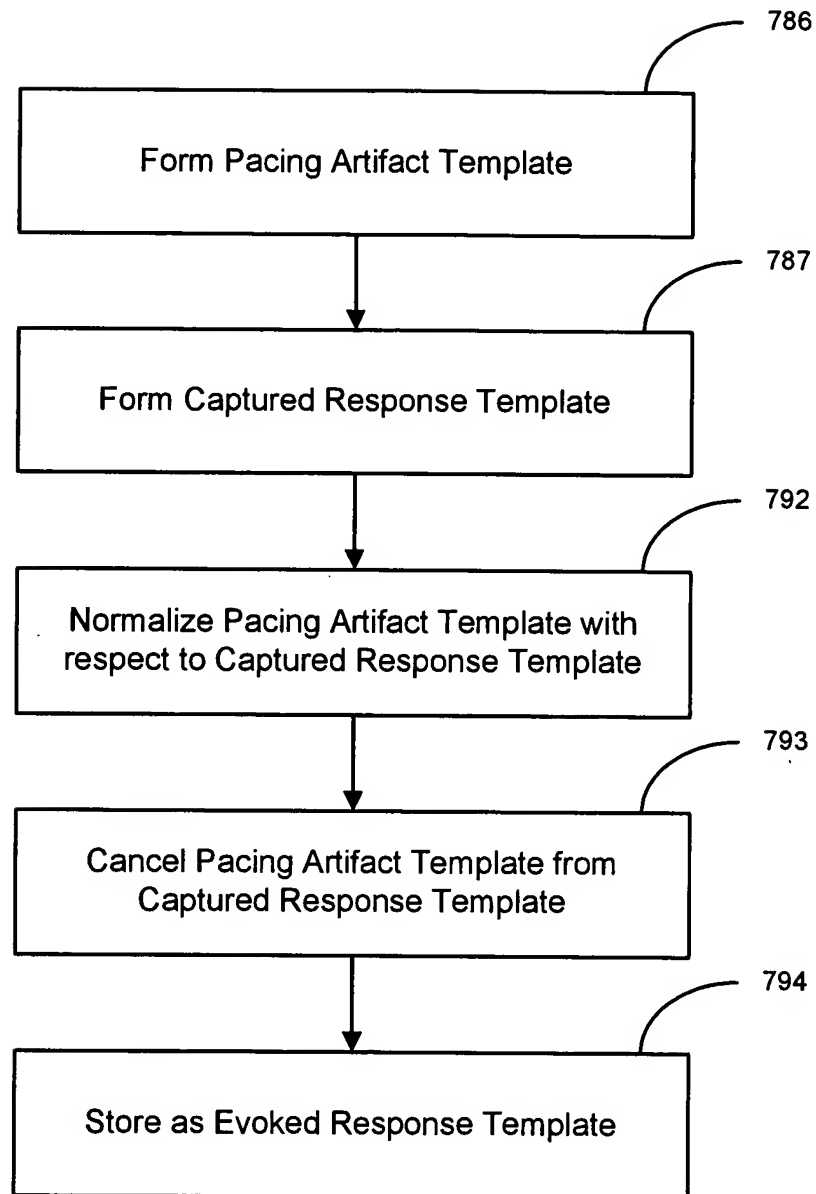 786
Form Pacing Artifact Template
787
Form Captured Response Template
792
Normalize Pacing Artifact Template with
respect to Captured Response Template
793
Cancel Pacing Artifact Template from
Captured Response Template
794
Store as Evoked Response Template